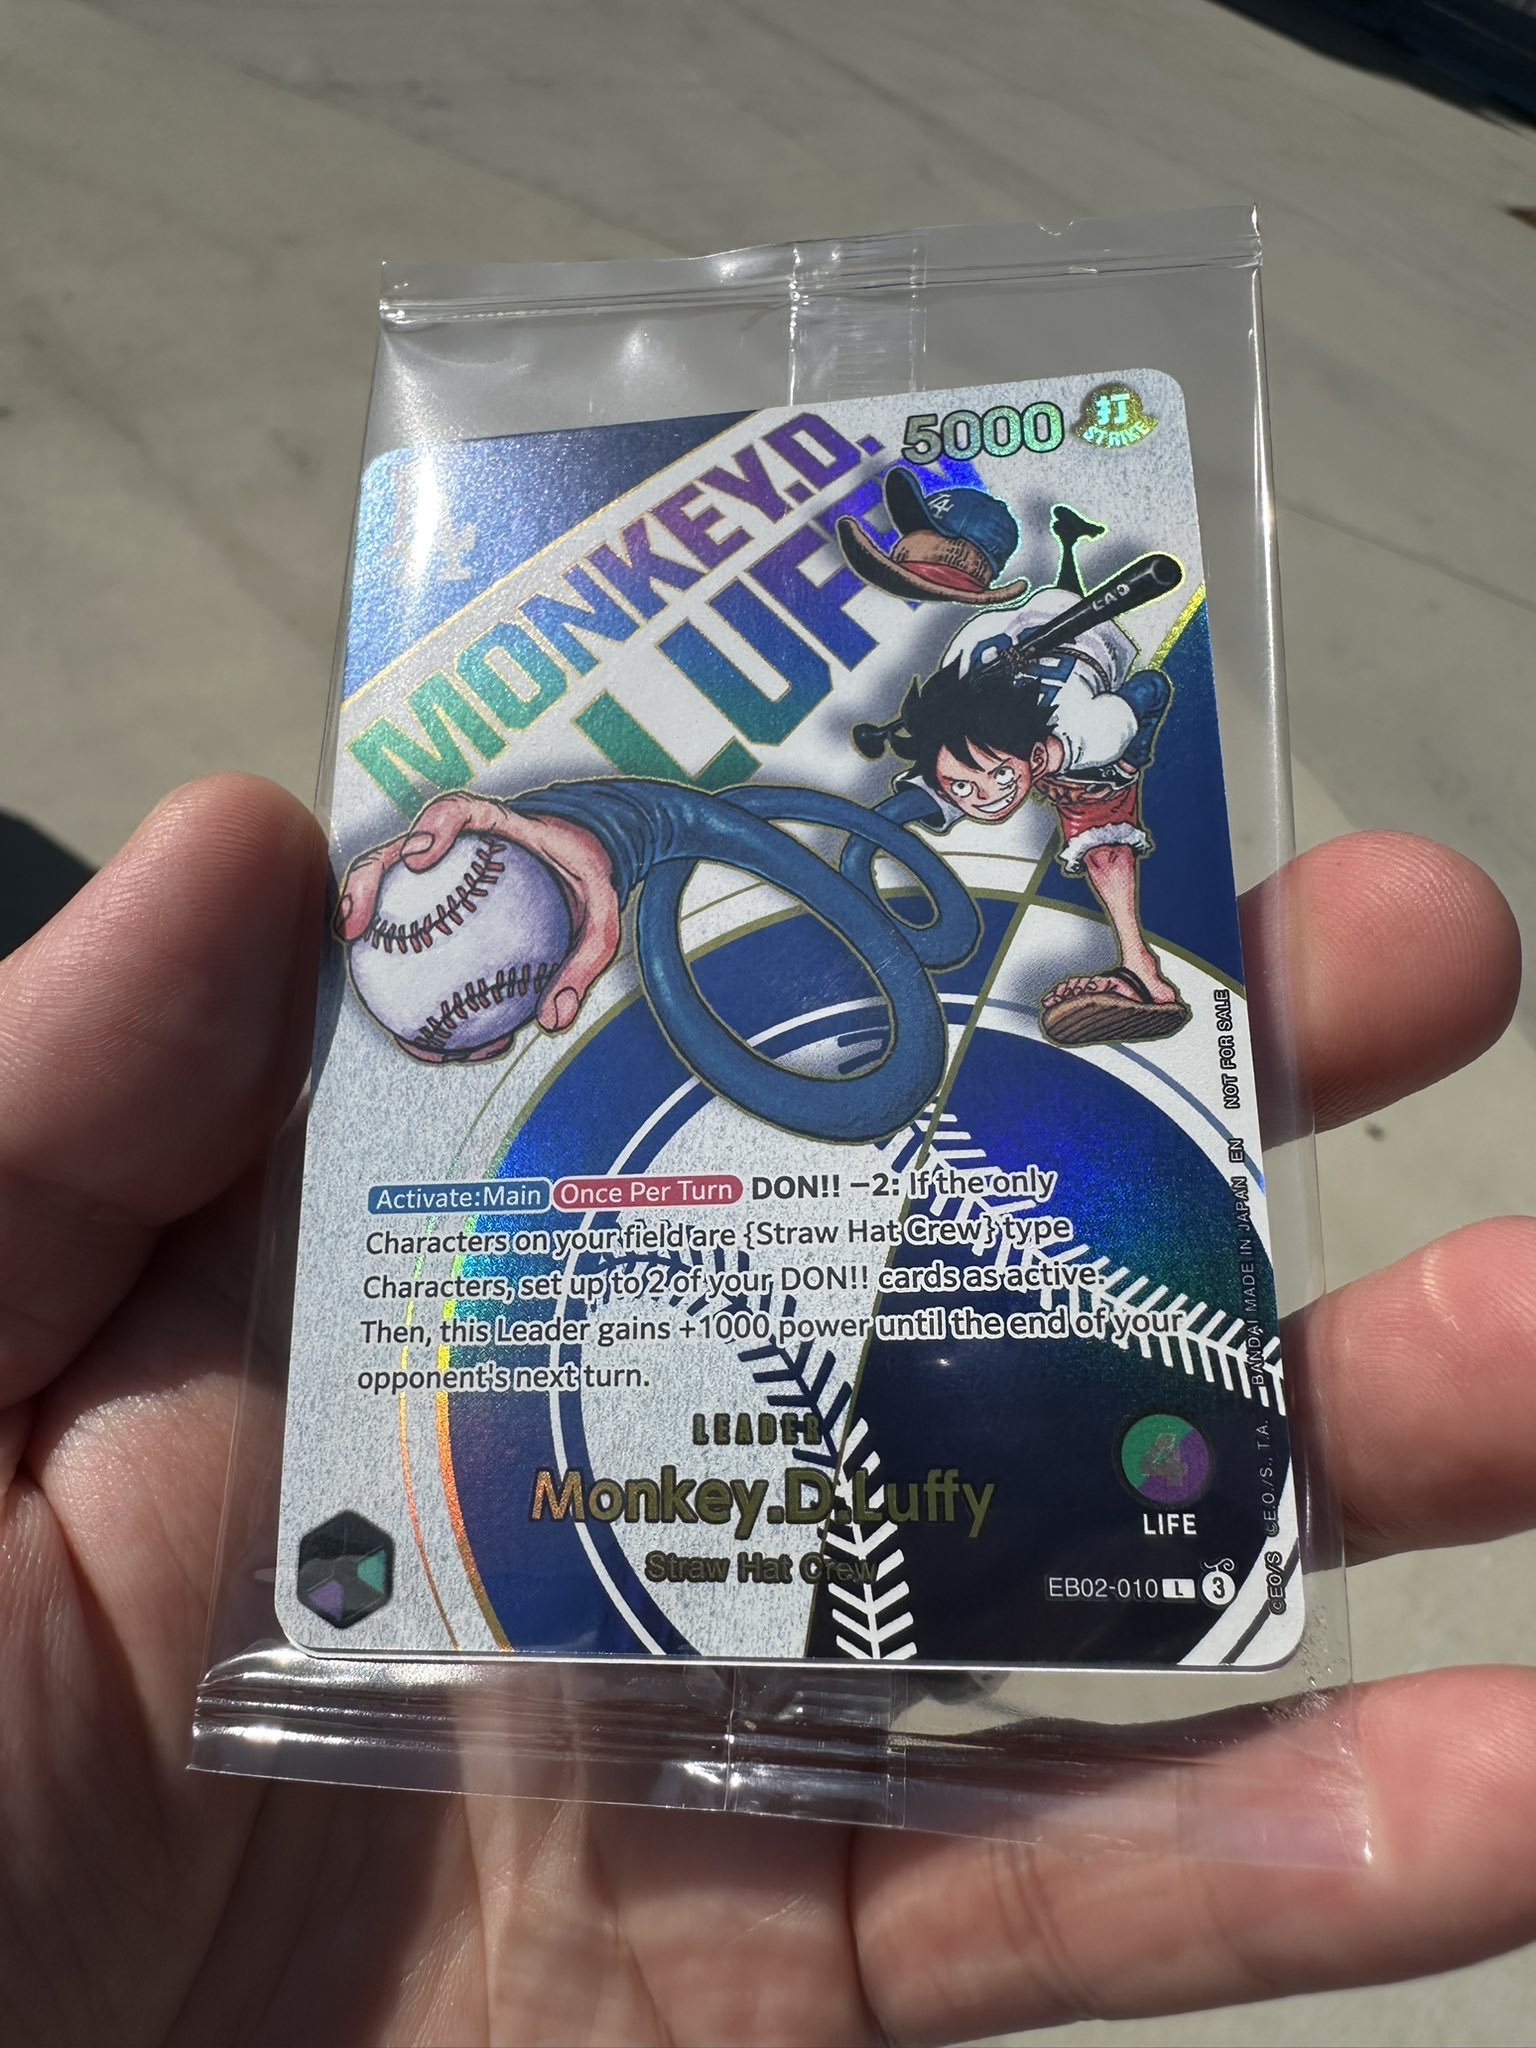 5000
打
STRIKE
MONKEY.D.
LUFFY
LA
LAD
NOT FOR SALE
BANDAI MADE IN JAPAN EN
Activate:Main Once Per Turn DON!! −2: If the only
Characters on your field are {Straw Hat Crew} type
Characters, set up to 2 of your DON!! cards as active.
Then, this Leader gains +1000 power until the end of your
opponent's next turn.
LEADER
Monkey.D.Luffy
Straw Hat Crew
4
LIFE
EB02-010 L 3
©E.O./S., T.A.
©EO/S